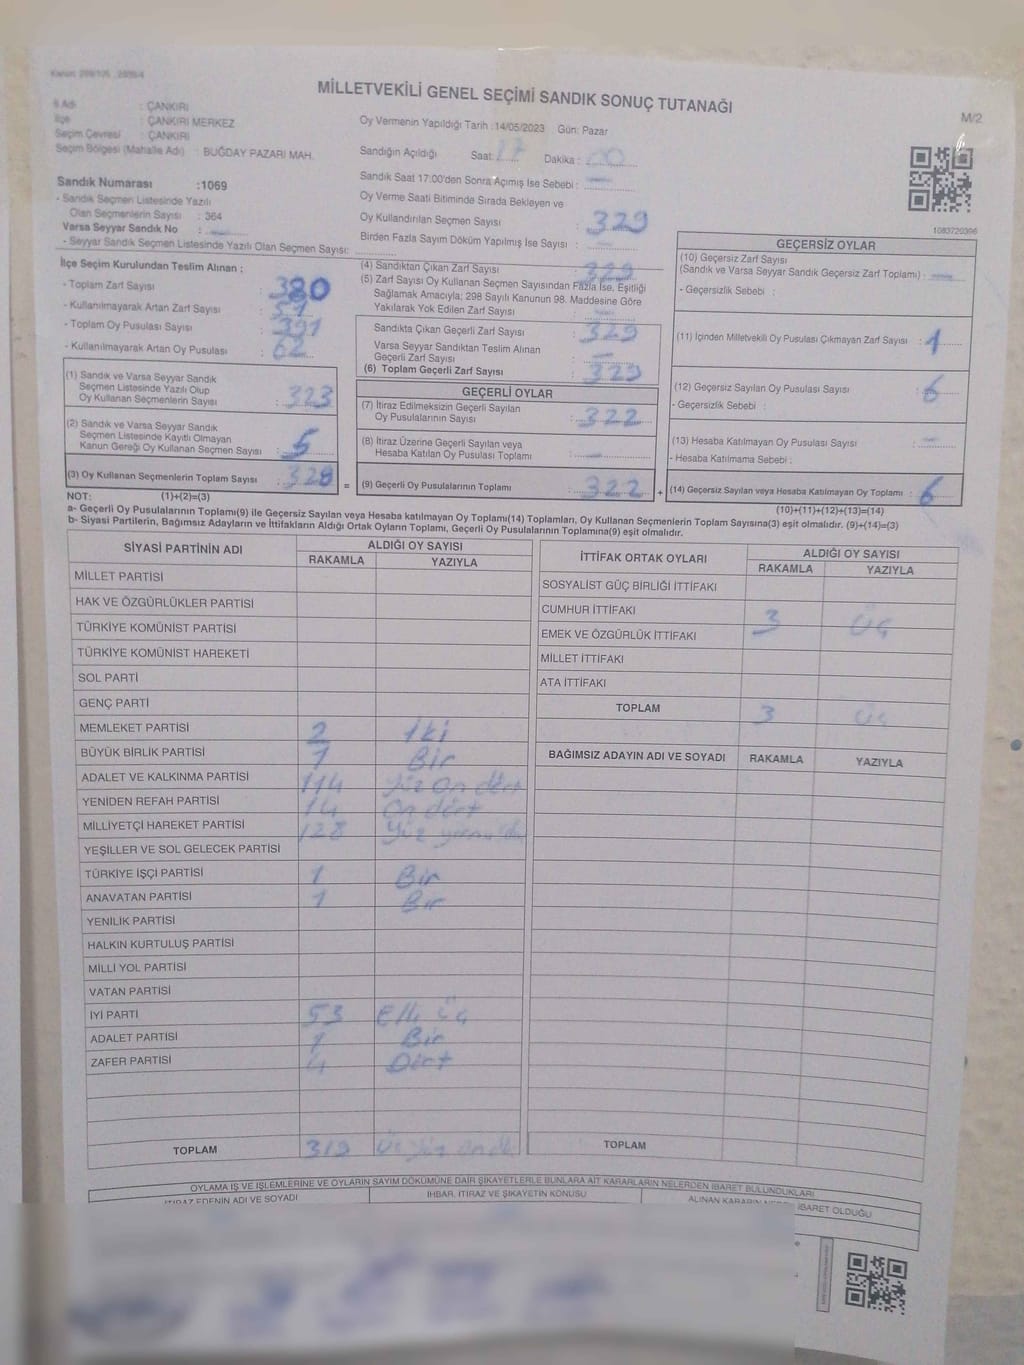 MİLLETVEKİLİ GENEL SEÇİMİ SANDIK SONUÇ TUTANAĞI
M/2
İl Adı : ÇANKIRI
İlçe : ÇANKIRI MERKEZ
Seçim Çevresi : ÇANKIRI
Seçim Bölgesi (Mahalle Adı) : BUĞDAY PAZARI MAH.
Oy Vermenin Yapıldığı Tarih : 14/05/2023 Gün: Pazar
Sandığın Açıldığı Saat: 17 Dakika : 00
Sandık Saat 17:00'den Sonra Açımış İse Sebebi :
Oy Verme Saati Bitiminde Sırada Bekleyen ve
Oy Kullandırılan Seçmen Sayısı : 329
Birden Fazla Sayım Döküm Yapılmış İse Sayısı :
1083720396
Sandık Numarası : 1069
- Sandık Seçmen Listesinde Yazılı
Olan Seçmenlerin Sayısı : 364
Varsa Seyyar Sandık No :
- Seyyar Sandık Seçmen Listesinde Yazılı Olan Seçmen Sayısı:
İlçe Seçim Kurulundan Teslim Alınan :
- Toplam Zarf Sayısı : 380
- Kullanılmayarak Artan Zarf Sayısı : 51
- Toplam Oy Pusulası Sayısı : 391
- Kullanılmayarak Artan Oy Pusulası : 62
(1) Sandık ve Varsa Seyyar Sandık
Seçmen Listesinde Yazılı Olup
Oy Kullanan Seçmenlerin Sayısı : 323
(2) Sandık ve Varsa Seyyar Sandık
Seçmen Listesinde Kayıtlı Olmayan
Kanun Gereği Oy Kullanan Seçmen Sayısı : 5
(3) Oy Kullanan Seçmenlerin Toplam Sayısı : 328
(4) Sandıktan Çıkan Zarf Sayısı : 329
(5) Zarf Sayısı Oy Kullanan Seçmen Sayısından Fazla İse, Eşitliği
Sağlamak Amacıyla; 298 Sayılı Kanunun 98. Maddesine Göre
Yakılarak Yok Edilen Zarf Sayısı :
Sandıkta Çıkan Geçerli Zarf Sayısı : 329
Varsa Seyyar Sandıktan Teslim Alınan
Geçerli Zarf Sayısı :
(6) Toplam Geçerli Zarf Sayısı : 329
GEÇERLİ OYLAR
(7) İtiraz Edilmeksizin Geçerli Sayılan
Oy Pusulalarının Sayısı : 322
(8) İtiraz Üzerine Geçerli Sayılan veya
Hesaba Katılan Oy Pusulası Toplamı :
= (9) Geçerli Oy Pusulalarının Toplamı : 322 +
GEÇERSİZ OYLAR
(10) Geçersiz Zarf Sayısı
(Sandık ve Varsa Seyyar Sandık Geçersiz Zarf Toplamı) :
- Geçersizlik Sebebi :
(11) İçinden Milletvekili Oy Pusulası Çıkmayan Zarf Sayısı : 1
(12) Geçersiz Sayılan Oy Pusulası Sayısı : 6
- Geçersizlik Sebebi :
(13) Hesaba Katılmayan Oy Pusulası Sayısı :
- Hesaba Katılmama Sebebi :
(14) Geçersiz Sayılan veya Hesaba Katılmayan Oy Toplamı : 6
NOT: (1)+(2)=(3)
(10)+(11)+(12)+(13)=(14)
a- Geçerli Oy Pusulalarının Toplamı(9) ile Geçersiz Sayılan veya Hesaba Katılmayan Oy Toplamı(14) Toplamları, Oy Kullanan Seçmenlerin Toplam Sayısına(3) eşit olmalıdır. (9)+(14)=(3)
b- Siyasi Partilerin, Bağımsız Adayların ve İttifakların Aldığı Ortak Oyların Toplamı, Geçerli Oy Pusulalarının Toplamına(9) eşit olmalıdır.
SİYASİ PARTİNİN ADI ALDIĞI OY SAYISI
RAKAMLA YAZIYLA
MİLLET PARTİSİ
HAK VE ÖZGÜRLÜKLER PARTİSİ
TÜRKİYE KOMÜNİST PARTİSİ
TÜRKİYE KOMÜNİST HAREKETİ
SOL PARTİ
GENÇ PARTİ
MEMLEKET PARTİSİ 2 İki
BÜYÜK BİRLİK PARTİSİ 1 Bir
ADALET VE KALKINMA PARTİSİ 114 Yüz On dört
YENİDEN REFAH PARTİSİ 14 On dört
MİLLİYETÇİ HAREKET PARTİSİ 128 Yüz
YEŞİLLER VE SOL GELECEK PARTİSİ
TÜRKİYE İŞÇİ PARTİSİ 1 Bir
ANAVATAN PARTİSİ 1 Bir
YENİLİK PARTİSİ
HALKIN KURTULUŞ PARTİSİ
MİLLİ YOL PARTİSİ
VATAN PARTİSİ
İYİ PARTİ 53 Elli üç
ADALET PARTİSİ 1 Bir
ZAFER PARTİSİ 4 Dört
TOPLAM 319
İTTİFAK ORTAK OYLARI ALDIĞI OY SAYISI
RAKAMLA YAZIYLA
SOSYALİST GÜÇ BİRLİĞİ İTTİFAKI
CUMHUR İTTİFAKI 3 Üç
EMEK VE ÖZGÜRLÜK İTTİFAKI
MİLLET İTTİFAKI
ATA İTTİFAKI
TOPLAM 3 Üç
BAĞIMSIZ ADAYIN ADI VE SOYADI RAKAMLA YAZIYLA
TOPLAM
OYLAMA İŞ VE İŞLEMLERİNE VE OYLARIN SAYIM DÖKÜMÜNE DAİR ŞİKAYETLERLE BUNLARA AİT KARARLARIN NELERDEN İBARET BULUNDUKLARI
İTİRAZ EDENİN ADI VE SOYADI İHBAR, İTİRAZ VE ŞİKAYETİN KONUSU ALINAN KARARIN NEDEN İBARET OLDUĞU